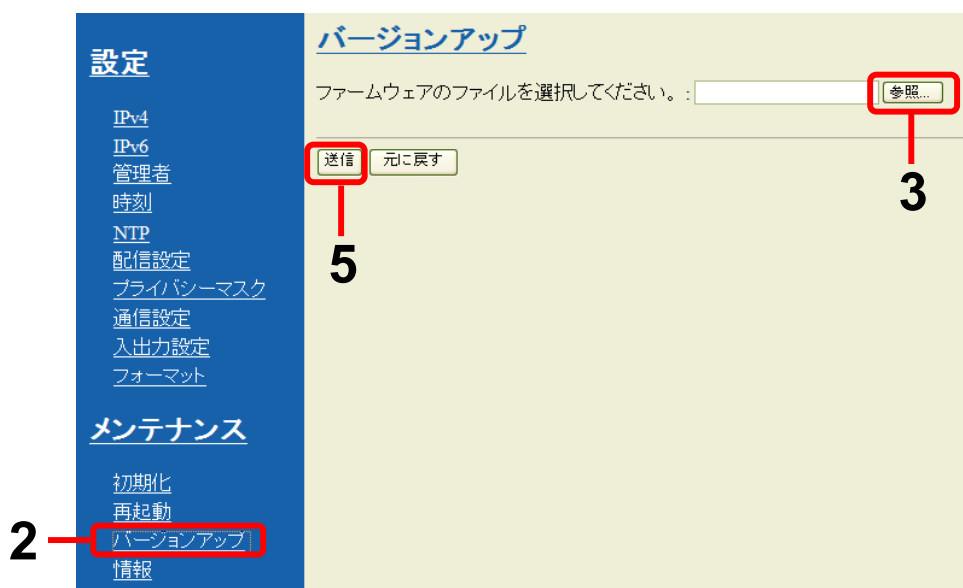 設定
IPv4
IPv6
管理者
時刻
NTP
配信設定
プライバシーマスク
通信設定
入出力設定
フォーマット
メンテナンス
初期化
再起動
2
バージョンアップ
情報
バージョンアップ
ファームウェアのファイルを選択してください。:
参照...
3
送信
元に戻す
5